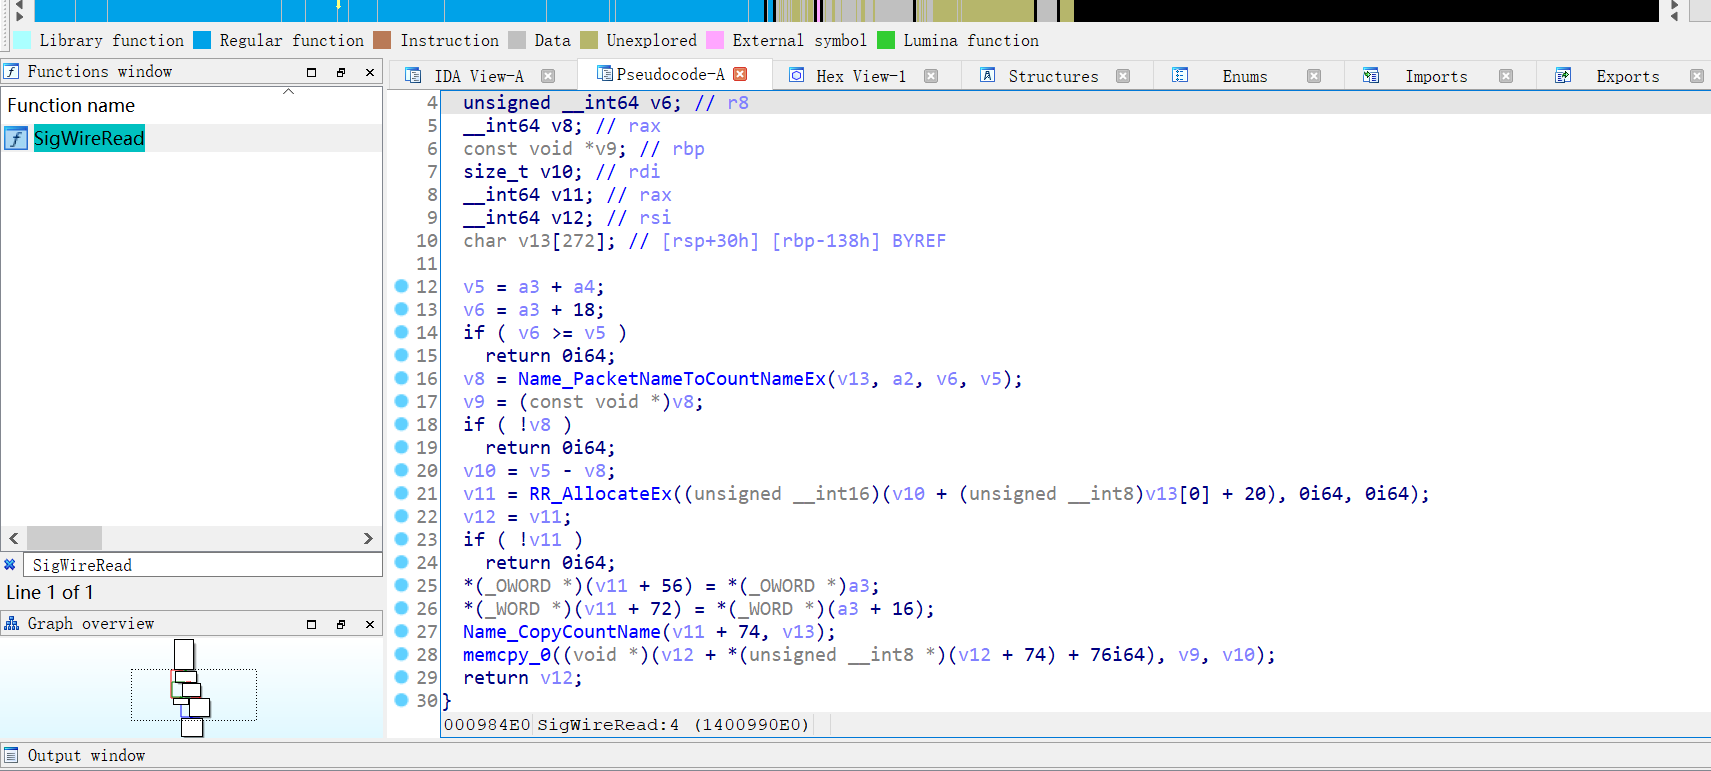 Library function Regular function Instruction Data Unexplored External symbol Lumina function
Functions window
Function name
SigWireRead
SigWireRead
Line 1 of 1
Graph overview
IDA View-A Pseudocode-A Hex View-1 Structures Enums Imports Exports
4 unsigned __int64 v6; // r8
5 __int64 v8; // rax
6 const void *v9; // rbp
7 size_t v10; // rdi
8 __int64 v11; // rax
9 __int64 v12; // rsi
10 char v13[272]; // [rsp+30h] [rbp-138h] BYREF
11
12 v5 = a3 + a4;
13 v6 = a3 + 18;
14 if ( v6 >= v5 )
15 return 0i64;
16 v8 = Name_PacketNameToCountNameEx(v13, a2, v6, v5);
17 v9 = (const void *)v8;
18 if ( !v8 )
19 return 0i64;
20 v10 = v5 - v8;
21 v11 = RR_AllocateEx((unsigned __int16)(v10 + (unsigned __int8)v13[0] + 20), 0i64, 0i64);
22 v12 = v11;
23 if ( !v11 )
24 return 0i64;
25 *(_OWORD *)(v11 + 56) = *(_OWORD *)a3;
26 *(_WORD *)(v11 + 72) = *(_WORD *)(a3 + 16);
27 Name_CopyCountName(v11 + 74, v13);
28 memcpy_0((void *)(v12 + *(unsigned __int8 *)(v12 + 74) + 76i64), v9, v10);
29 return v12;
30 }
000984E0 SigWireRead:4 (1400990E0)
Output window